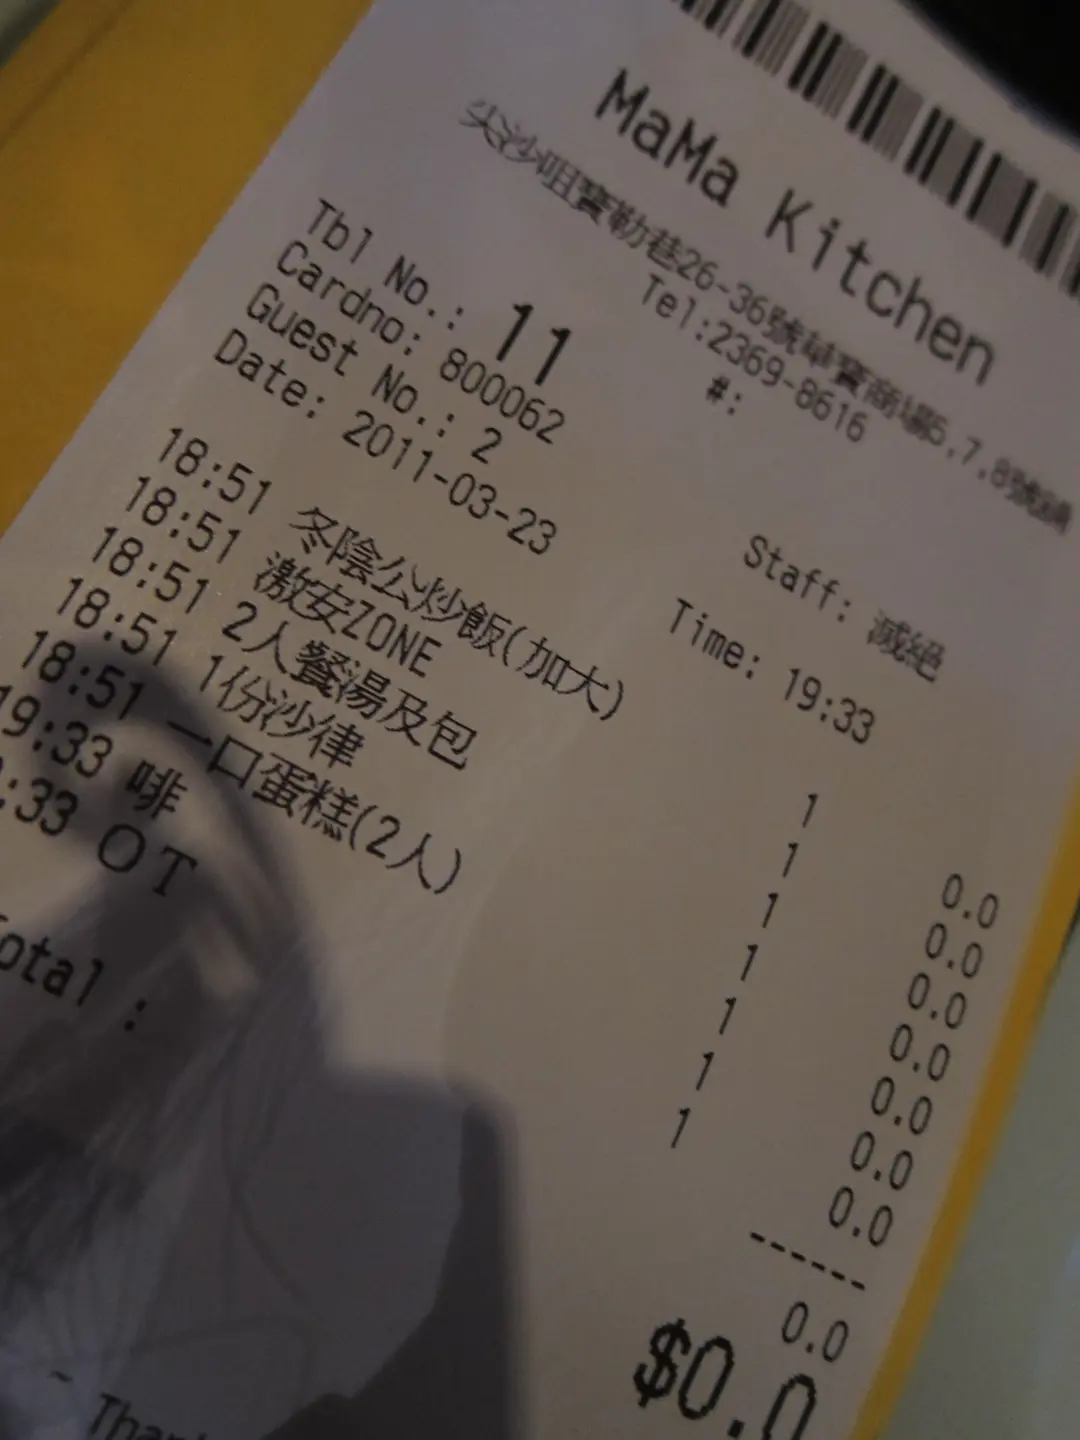 MaMa Kitchen
尖沙咀寶勒巷26-36號華寶商場5,7,8號舖
Tel:2369-8616
#:
Tbl No.: 11
Cardno: 800062
Guest No.: 2 Staff: 滅絕
Date: 2011-03-23 Time: 19:33
18:51 冬陰公炒飯(加大) 1 0.0
18:51 激安ZONE 1 0.0
18:51 2人餐湯及包 1 0.0
18:51 1份沙律 1 0.0
18:51 一口蛋糕(2人) 1 0.0
19:33 啡 1 0.0
:33 OT 1 0.0
------
otal : 0.0
$0.0
~ Than